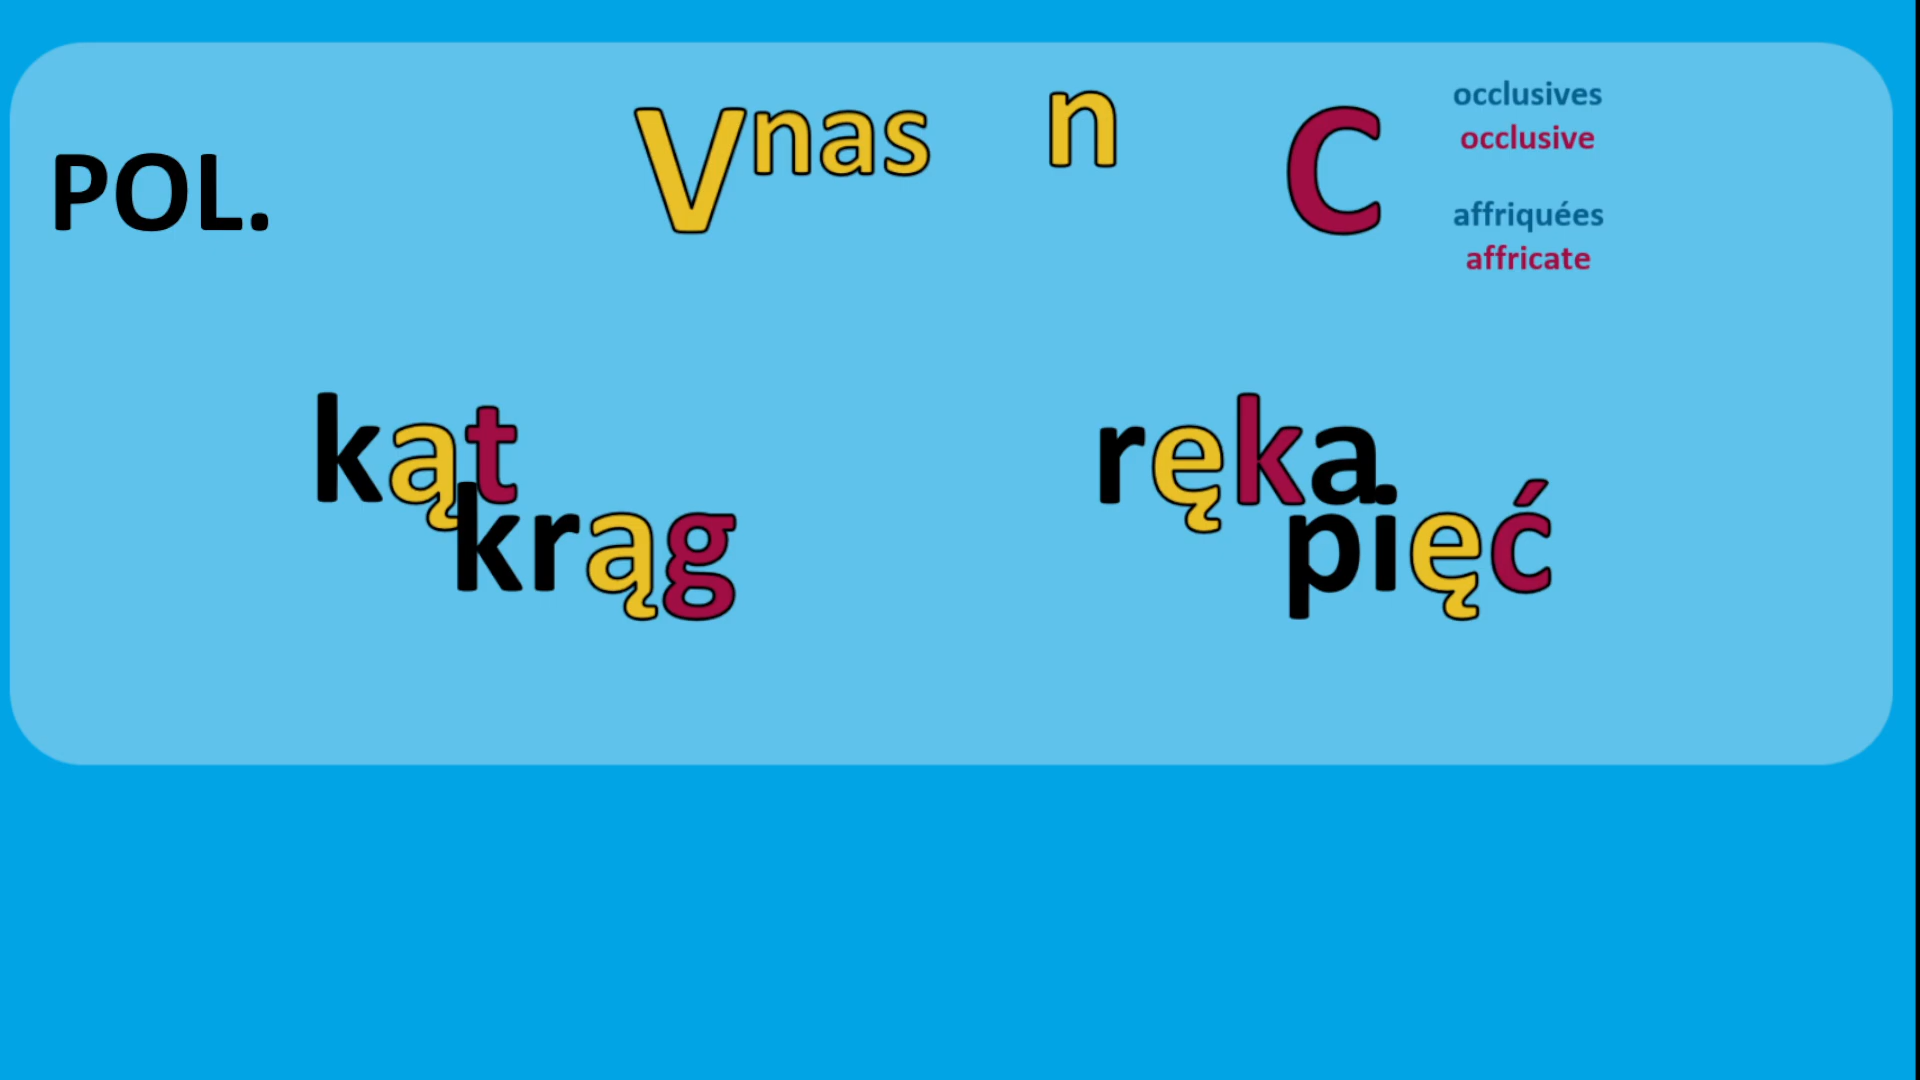 POL.
Vnas n C
occlusives
occlusive
affriquées
affricate
kąt
krąg
ręka
pięć